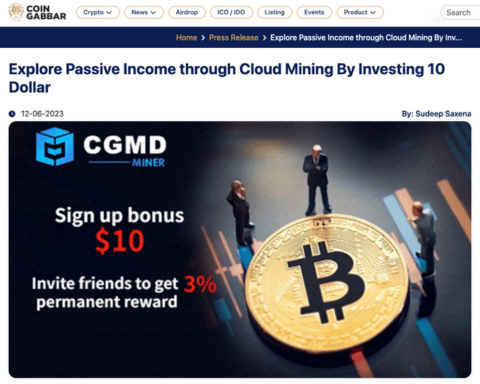 COIN
GABBAR
Crypto
News
Airdrop
ICO / IDO
Listing
Events
Product
Search
Home > Press Release > Explore Passive Income through Cloud Mining By Inv...
Explore Passive Income through Cloud Mining By Investing 10
Dollar
12-06-2023
By: Sudeep Saxena
CGMD
MINER
Sign up bonus
$10
Invite friends to get 3%
permanent reward